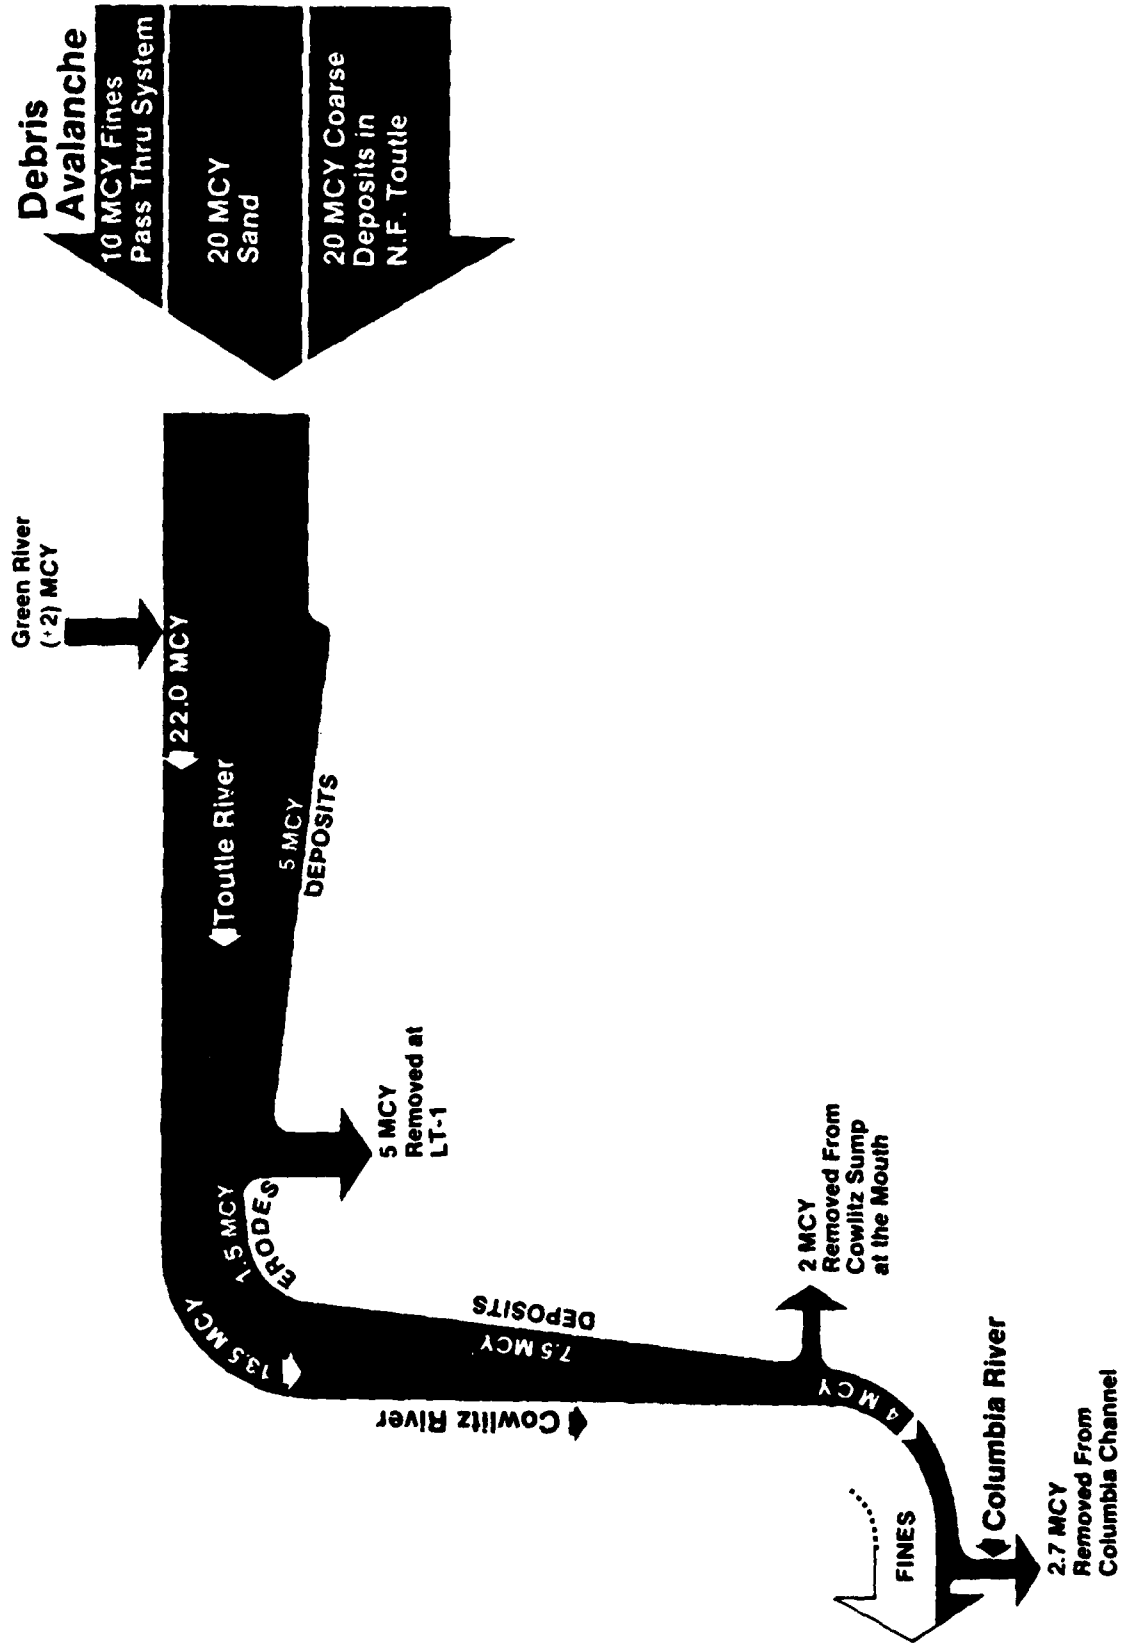 Debris
Avalanche
10 MCY Fines
Pass Thru System
20 MCY
Sand
20 MCY Coarse
Deposits in
N.F. Toutle
Green River
(+2) MCY
22.0 MCY
Toutle River
5 MCY
DEPOSITS
5 MCY
Removed at
LT-1
1.5 MCY
ERODES
13.5 MCY
Cowlitz River
7.5 MCY
DEPOSITS
2 MCY
Removed From
Cowlitz Sump
at the Mouth
4 MCY
Columbia River
FINES
2.7 MCY
Removed From
Columbia Channel